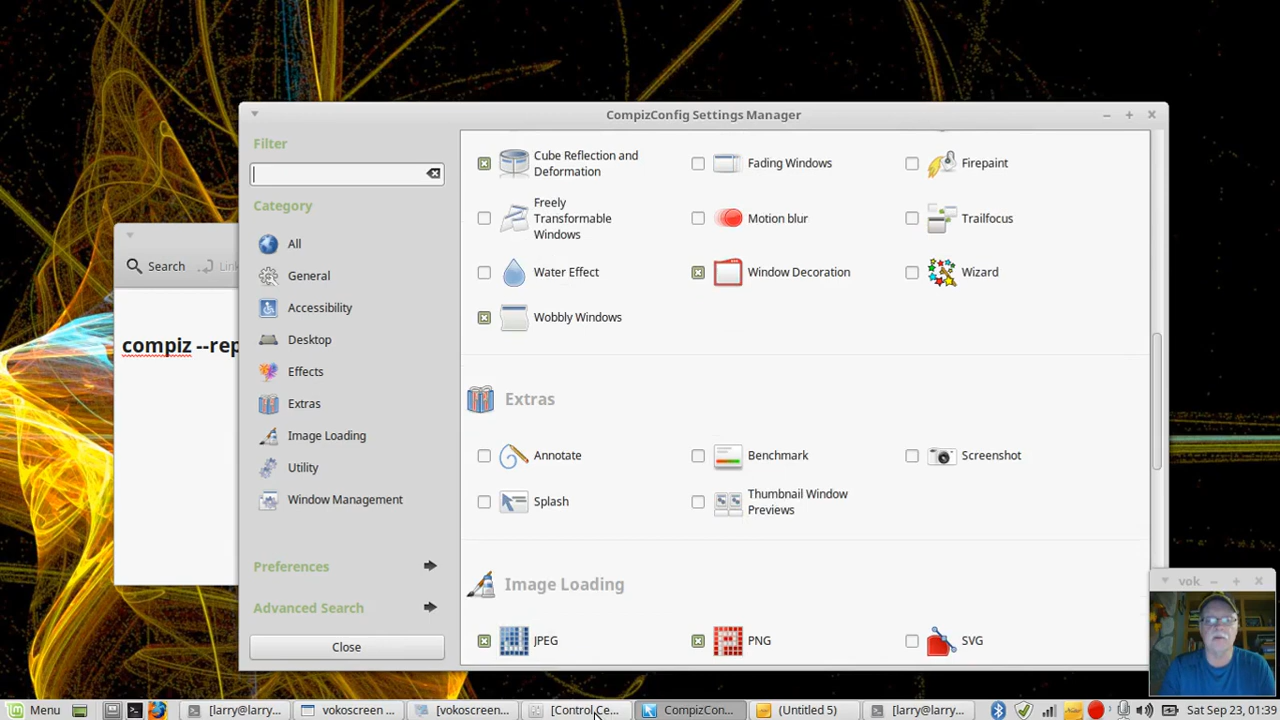 CompizConfig Settings Manager
Filter
Category
All
General
Accessibility
Desktop
Effects
Extras
Image Loading
Utility
Window Management
Preferences
Advanced Search
Close
Cube Reflection and
Deformation
Fading Windows
Firepaint
Freely
Transformable
Windows
Motion blur
Trailfocus
Water Effect
Window Decoration
Wizard
Wobbly Windows
Extras
Annotate
Benchmark
Screenshot
Splash
Thumbnail Window
Previews
Image Loading
JPEG
PNG
SVG
Search
Link
compiz --rep
vok
Menu
[larry@larry...
vokoscreen ...
[vokoscreen...
[Control Ce...
CompizCon...
(Untitled 5)
[larry@larry...
Sat Sep 23, 01:39